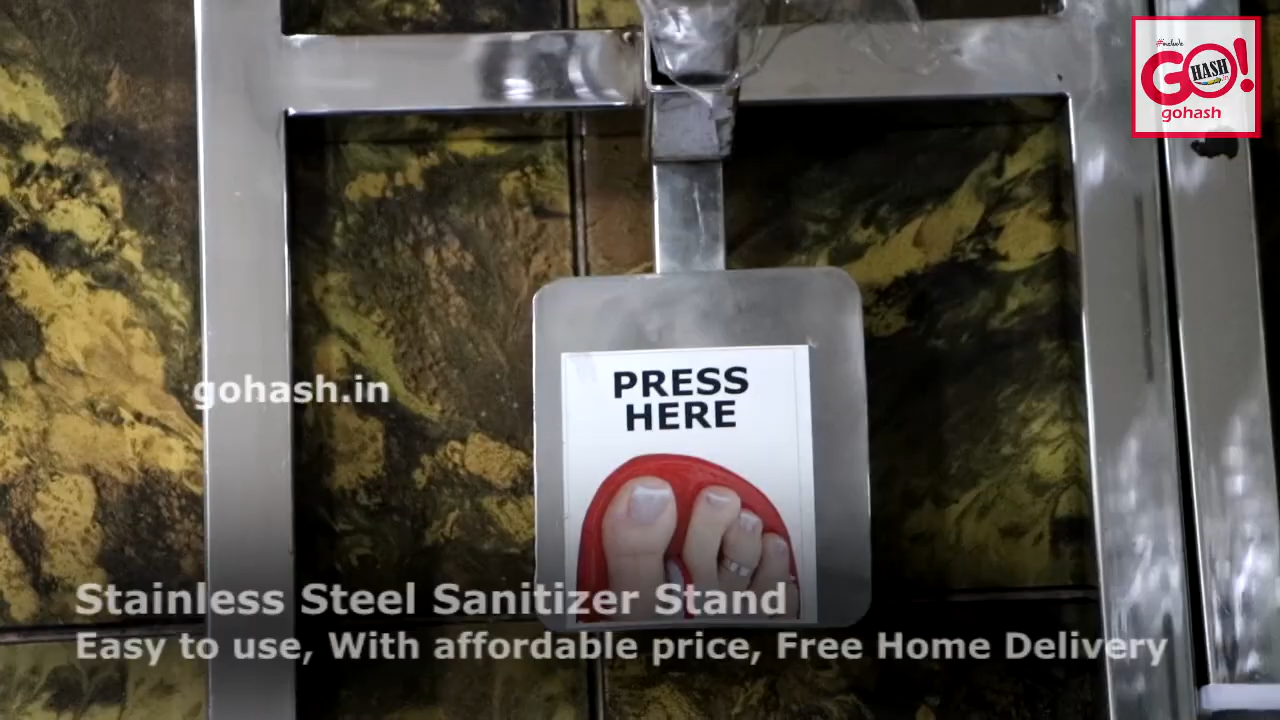 #include
GO!
HASH
gohash
PRESS
HERE
gohash.in
Stainless Steel Sanitizer Stand
Easy to use, With affordable price, Free Home Delivery